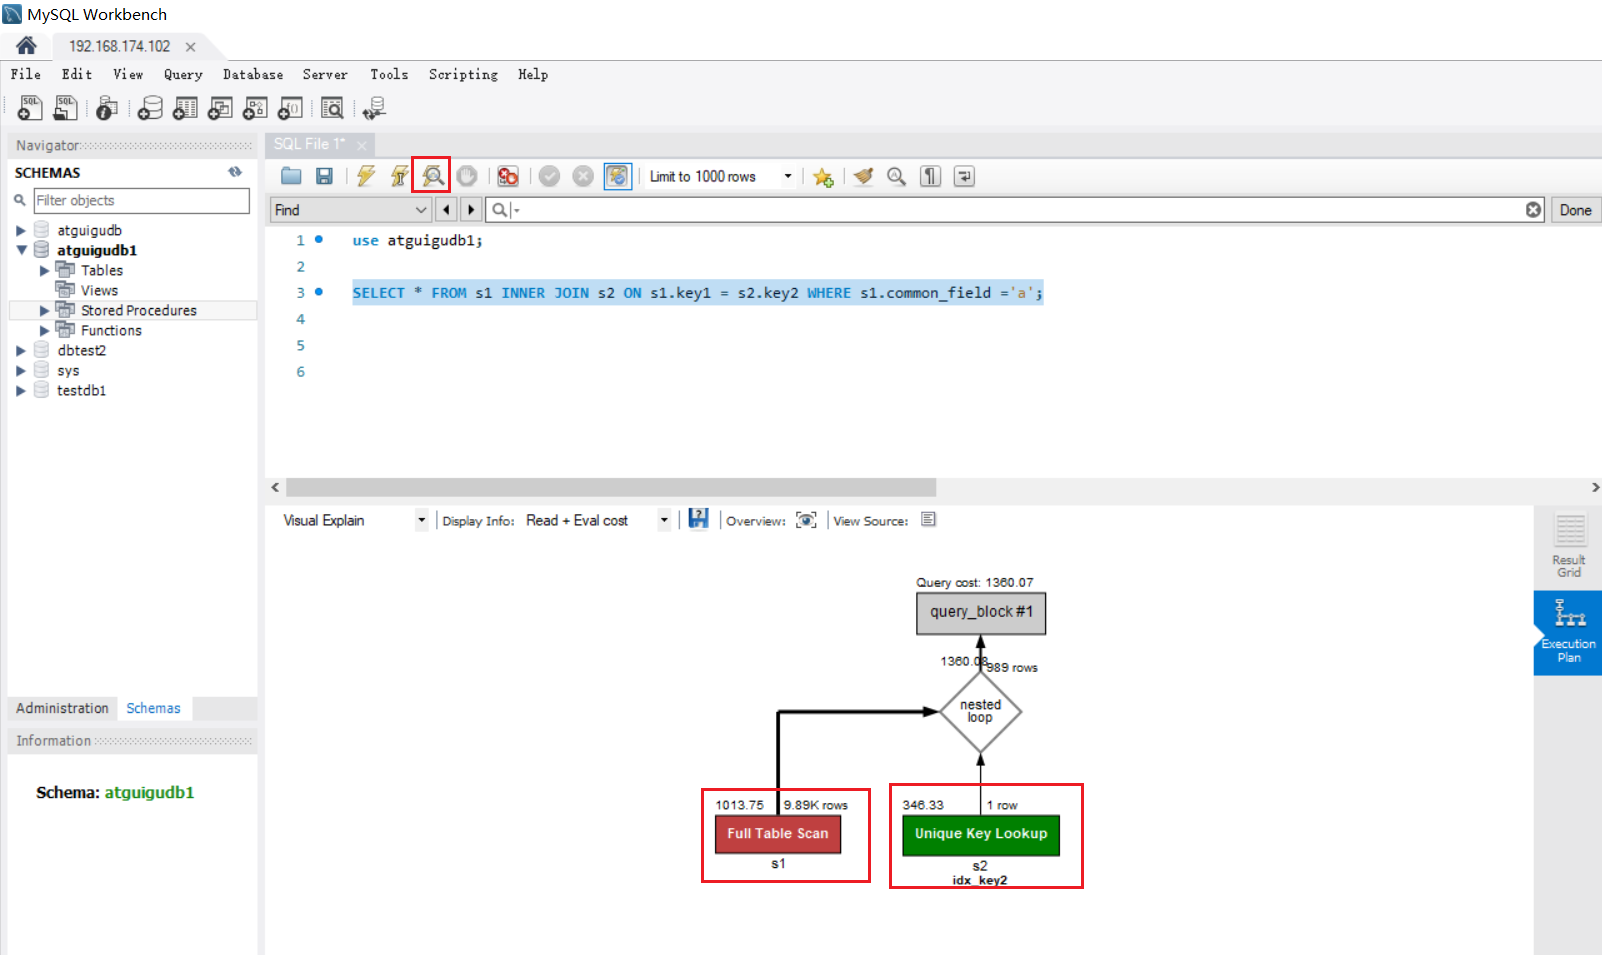 MySQL Workbench
192.168.174.102
File Edit View Query Database Server Tools Scripting Help
Navigator
SQL File 1*
SCHEMAS
Limit to 1000 rows
Filter objects
Find
Done
atguigudb
atguigudb1
Tables
Views
Stored Procedures
Functions
dbtest2
sys
testdb1
1 use atguigudb1;
2
3 SELECT * FROM s1 INNER JOIN s2 ON s1.key1 = s2.key2 WHERE s1.common_field ='a';
4
5
6
Visual Explain
Display Info:
Read + Eval cost
Overview:
View Source:
Result
Grid
Execution
Plan
Query cost: 1360.07
query_block #1
1360.08
989 rows
nested
loop
1013.75
9.89K rows
Full Table Scan
s1
346.33
1 row
Unique Key Lookup
s2
idx_key2
Administration
Schemas
Information
Schema: atguigudb1